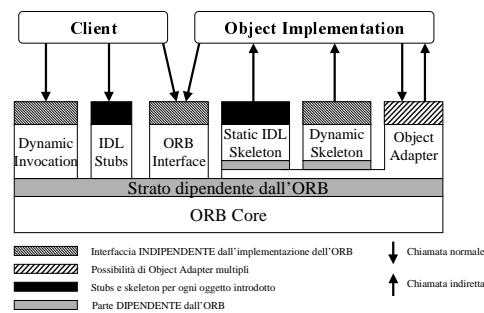 Client
Object Implementation
Dynamic
Invocation
IDL
Stubs
ORB
Interface
Static IDL
Skeleton
Dynamic
Skeleton
Object
Adapter
Strato dipendente dall'ORB
ORB Core
Interfaccia INDIPENDENTE dall'implementazione dell'ORB
Possibilità di Object Adapter multipli
Stubs e skeleton per ogni oggetto introdotto
Parte DIPENDENTE dall'ORB
Chiamata normale
Chiamata indiretta